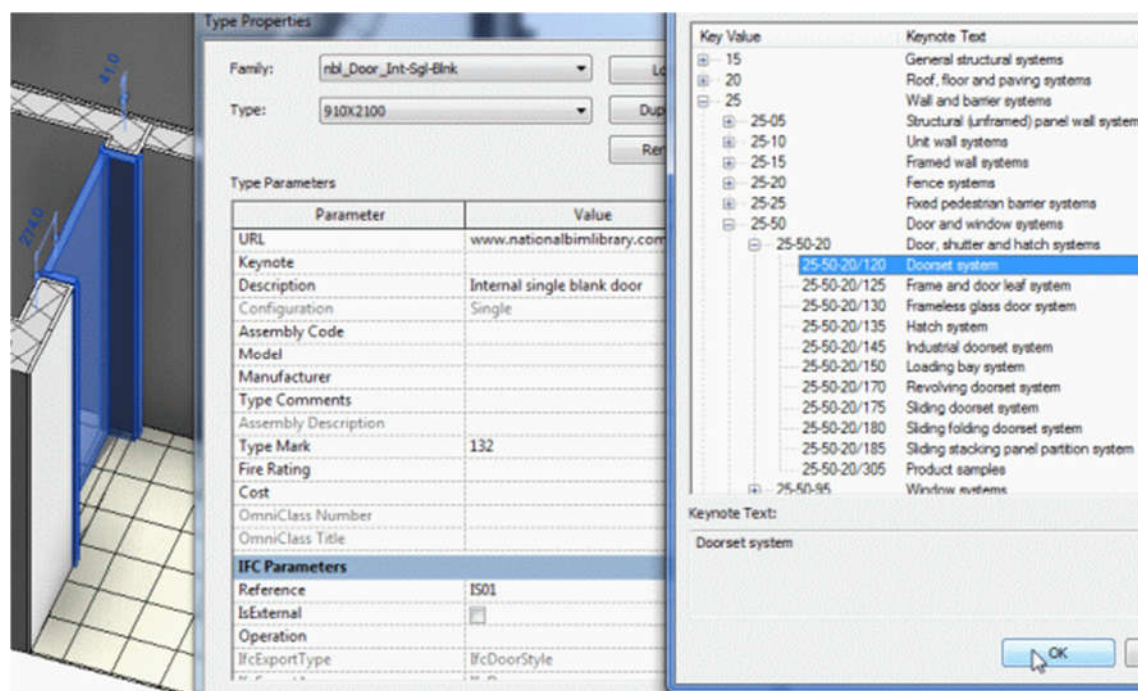 41.0
274.0
Type Properties
Family: nbl_Door_Int-Sgl-Blnk
Type: 910X2100
Type Parameters
Parameter Value
URL www.nationalbimlibrary.com
Keynote
Description Internal single blank door
Configuration Single
Assembly Code
Model
Manufacturer
Type Comments
Assembly Description
Type Mark 132
Fire Rating
Cost
OmniClass Number
OmniClass Title
IFC Parameters
Reference IS01
IsExternal
Operation
IfcExportType IfcDoorStyle
Key Value Keynote Text
15 General structural systems
20 Roof, floor and paving systems
25 Wall and barrier systems
25-05 Structural (unframed) panel wall system
25-10 Unit wall systems
25-15 Framed wall systems
25-20 Fence systems
25-25 Fixed pedestrian barrier systems
25-50 Door and window systems
25-50-20 Door, shutter and hatch systems
25-50-20/120 Doorset system
25-50-20/125 Frame and door leaf system
25-50-20/130 Frameless glass door system
25-50-20/135 Hatch system
25-50-20/145 Industrial doorset system
25-50-20/150 Loading bay system
25-50-20/170 Revolving doorset system
25-50-20/175 Sliding doorset system
25-50-20/180 Sliding folding doorset system
25-50-20/185 Sliding stacking panel partition system
25-50-20/305 Product samples
25-50-95 Window systems
Keynote Text:
Doorset system
OK